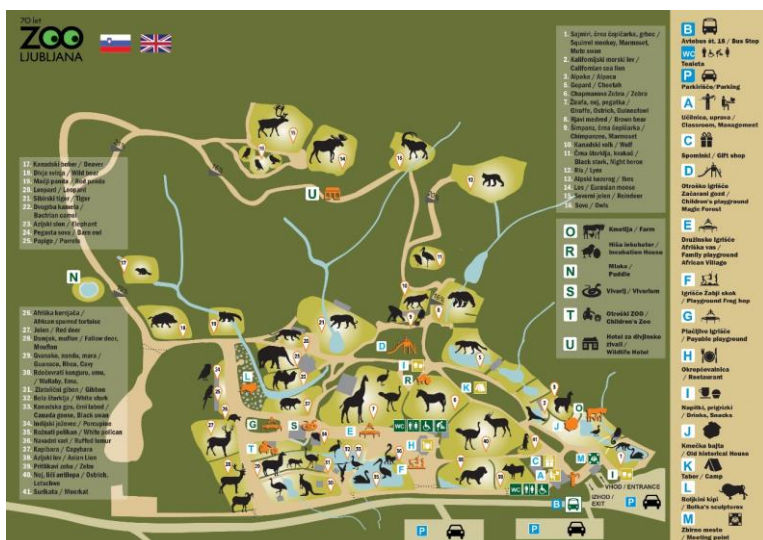 70 let
ZOO
LJUBLJANA
1 Sajmiri, črna čopičarka, grbec /
Squirrel monkey, Marmoset,
Mute swan
2 Kalifornijski morski lev /
Californian sea lion
3 Alpaka / Alpaca
5 Gepard / Cheetah
6 Chapmanova Zebra / Zebra
7 Žirafa, noj, pegatka /
Giraffe, Ostrich, Guineafowl
8 Rjavi medved / Brown bear
9 Šimpanz, črna čopičarka /
Chimpanzee, Marmoset
10 Kanadski volk / Wolf
11 Črna štorklja, kvakač /
Black stork, Night heron
12 Ris / Lynx
13 Alpski kozorog / Ibex
14 Los / Eurasian moose
15 Severni jelen / Reindeer
16 Sove / Owls
17. Kanadski bober / Beaver
18. Divja svinja / Wild boar
19. Mačji panda / Red panda
20. Leopard / Leopard
21. Sibirski tiger / Tiger
22. Dvogrba kamela /
Bactrian camel
23. Azijski slon / Elephant
24. Pegasta sova / Barn owl
25. Papige / Parrots
26. Afriška kornjača /
African spurred tortoise
27. Jelen / Red deer
28. Damjak, muflon / Fallow deer,
Mouflon
29. Gvanako, nandu, mara /
Guanaco, Rhea, Cavy
30. Rdečevrati kenguru, emu,
/ Wallaby, Emu,
31. Zlatolični gibon / Gibbon
32. Bela štorklja / White stork
33. Kanadska gos, črni labod /
Canada goose, Black swan
34. Indijski ježevec / Porcupine
35. Rožnati pelikan / White pelican
36. Navadni vari / Ruffed lemur
37. Kapibara / Capybara
38. Azijski lev / Asian Lion
39. Pritlikavi zebu / Zebu
40. Noj, liči antilopa / Ostrich,
Letschwe
41. Surikata / Meerkat
O Kmetija / Farm
R Hiša inkubator /
Incubation House
N Mlaka /
Puddle
S Vivarij / Vivarium
T Otroški ZOO /
Children's Zoo
U Hotel za divjinske
živali /
Wildlife Hotel
B
Avtobus št. 18 / Bus Stop
WC
Toaleta
P
Parkirišče/Parking
A
Učilnica, uprava /
Classroom, Management
C
Spominki / Gift shop
D
Otroško igrišče
Začarani gozd /
Children's playground
Magic Forest
E
Družinsko igrišče
Afriška vas /
Family playground
African Village
F
Igrišče Žabji skok
/ Playground Frog hop
G
Plačljivo igrišče
/ Payable playground
H
Okrepčevalnica
/ Restaurant
I
Napitki, prigrizki
/ Drinks, Snacks
J
Kmečka bajta
/ Old historical House
K
Tabor / Camp
L
Boljkini kipi
/ Bolka's sculptures
M
Zbirno mesto
/ Meeting point
U
N
D
I
R
K
L
G
S
E
T
F
H
WC
O
J
C
A
M
I
WC
VHOD / ENTRANCE
IZHOD /
EXIT
B
P
P
P